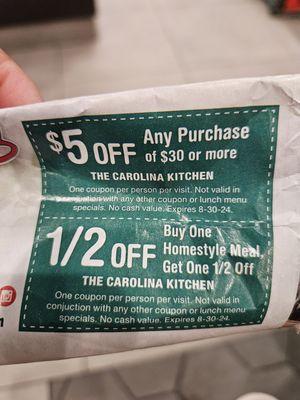 $5 OFF Any Purchase
of $30 or more
THE CAROLINA KITCHEN
One coupon per person per visit. Not valid in
conjuction with any other coupon or lunch menu
specials. No cash value. Expires 8-30-24.
1/2 OFF Buy One
Homestyle Meal,
Get One 1/2 Off
THE CAROLINA KITCHEN
One coupon per person per visit. Not valid in
conjuction with any other coupon or lunch menu
specials. No cash value. Expires 8-30-24.
1